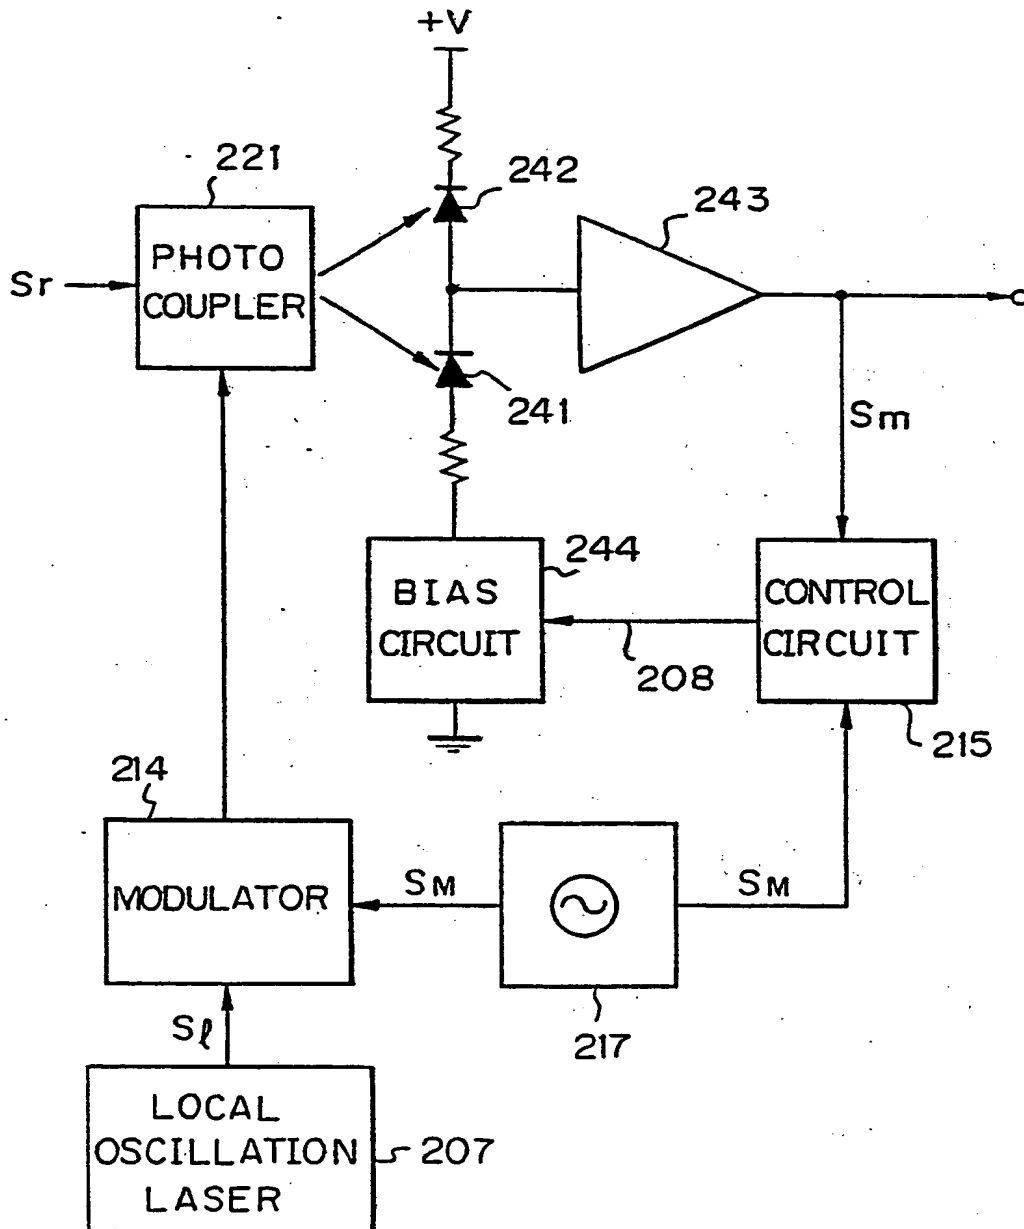 +V
221
242
243
PHOTO
COUPLER
Sr
241
Sm
244
BIAS
CIRCUIT
CONTROL
CIRCUIT
208
215
214
MODULATOR
SM
SM
217
Sℓ
LOCAL
OSCILLATION
LASER
207